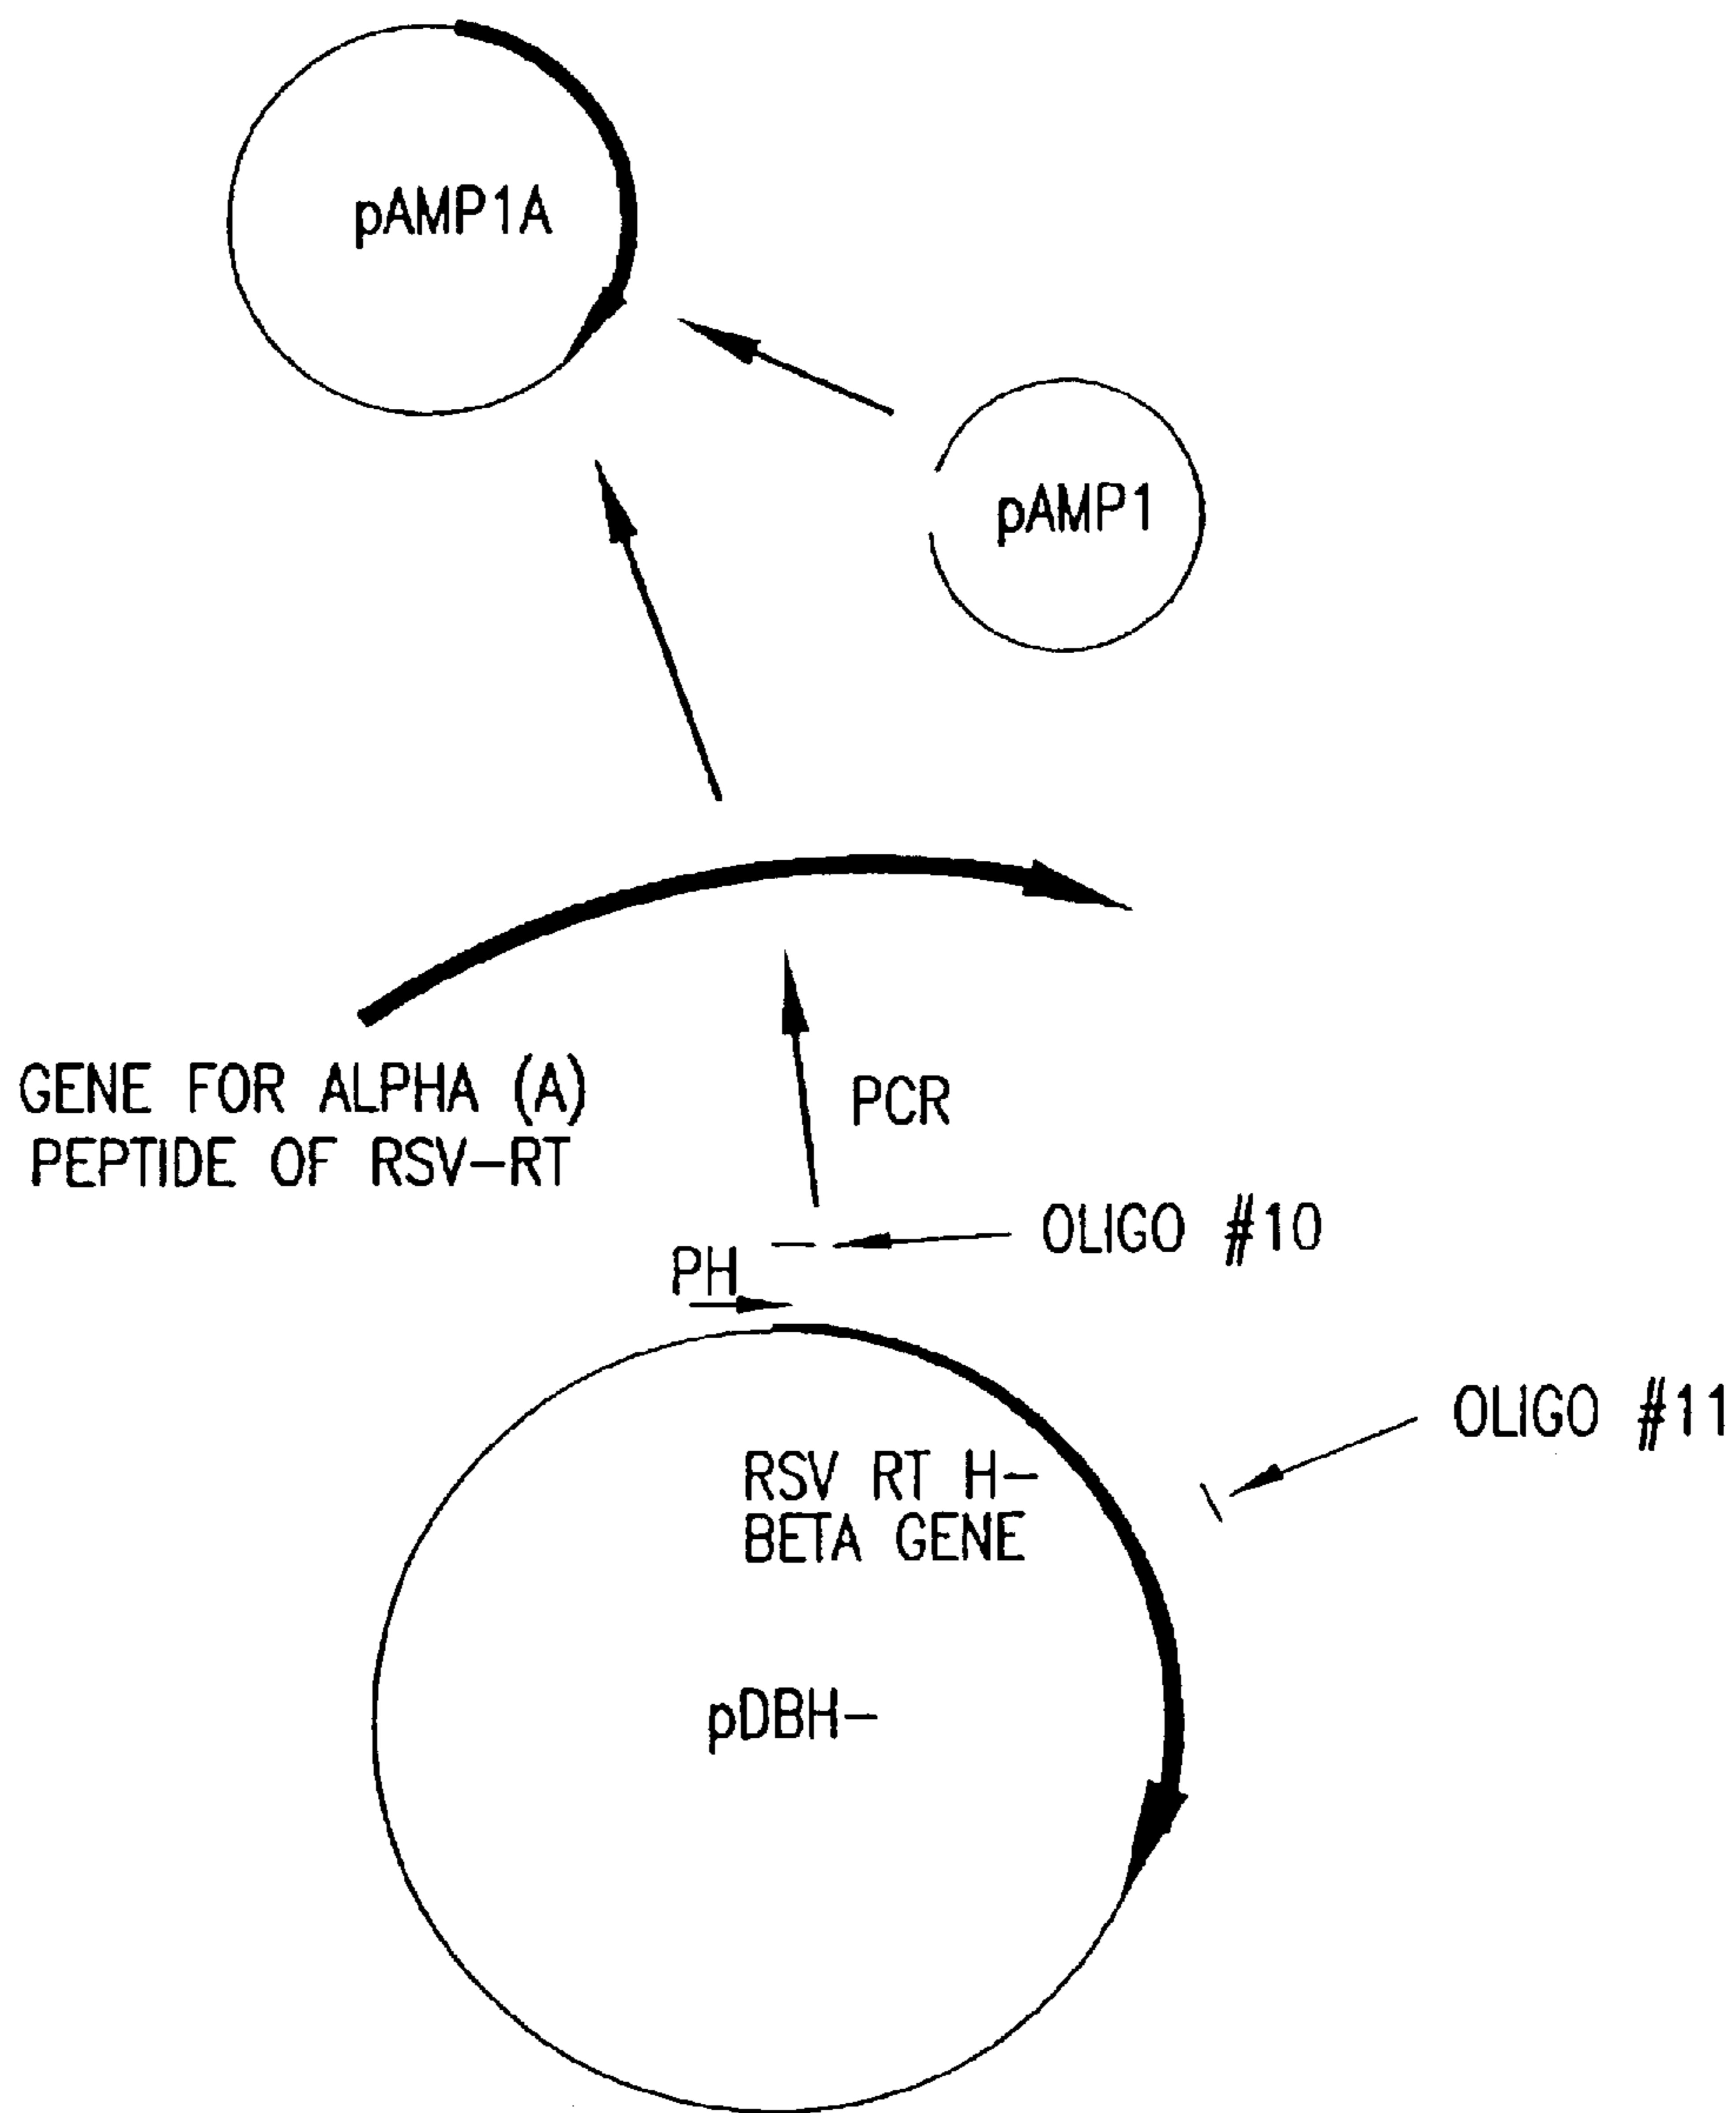 pAMP1A
pAMP1
GENE FOR ALPHA (A)
PEPTIDE OF RSV-RT
PCR
OLIGO #10
PH
OLIGO #11
RSV RT H-
BETA GENE
pDBH-